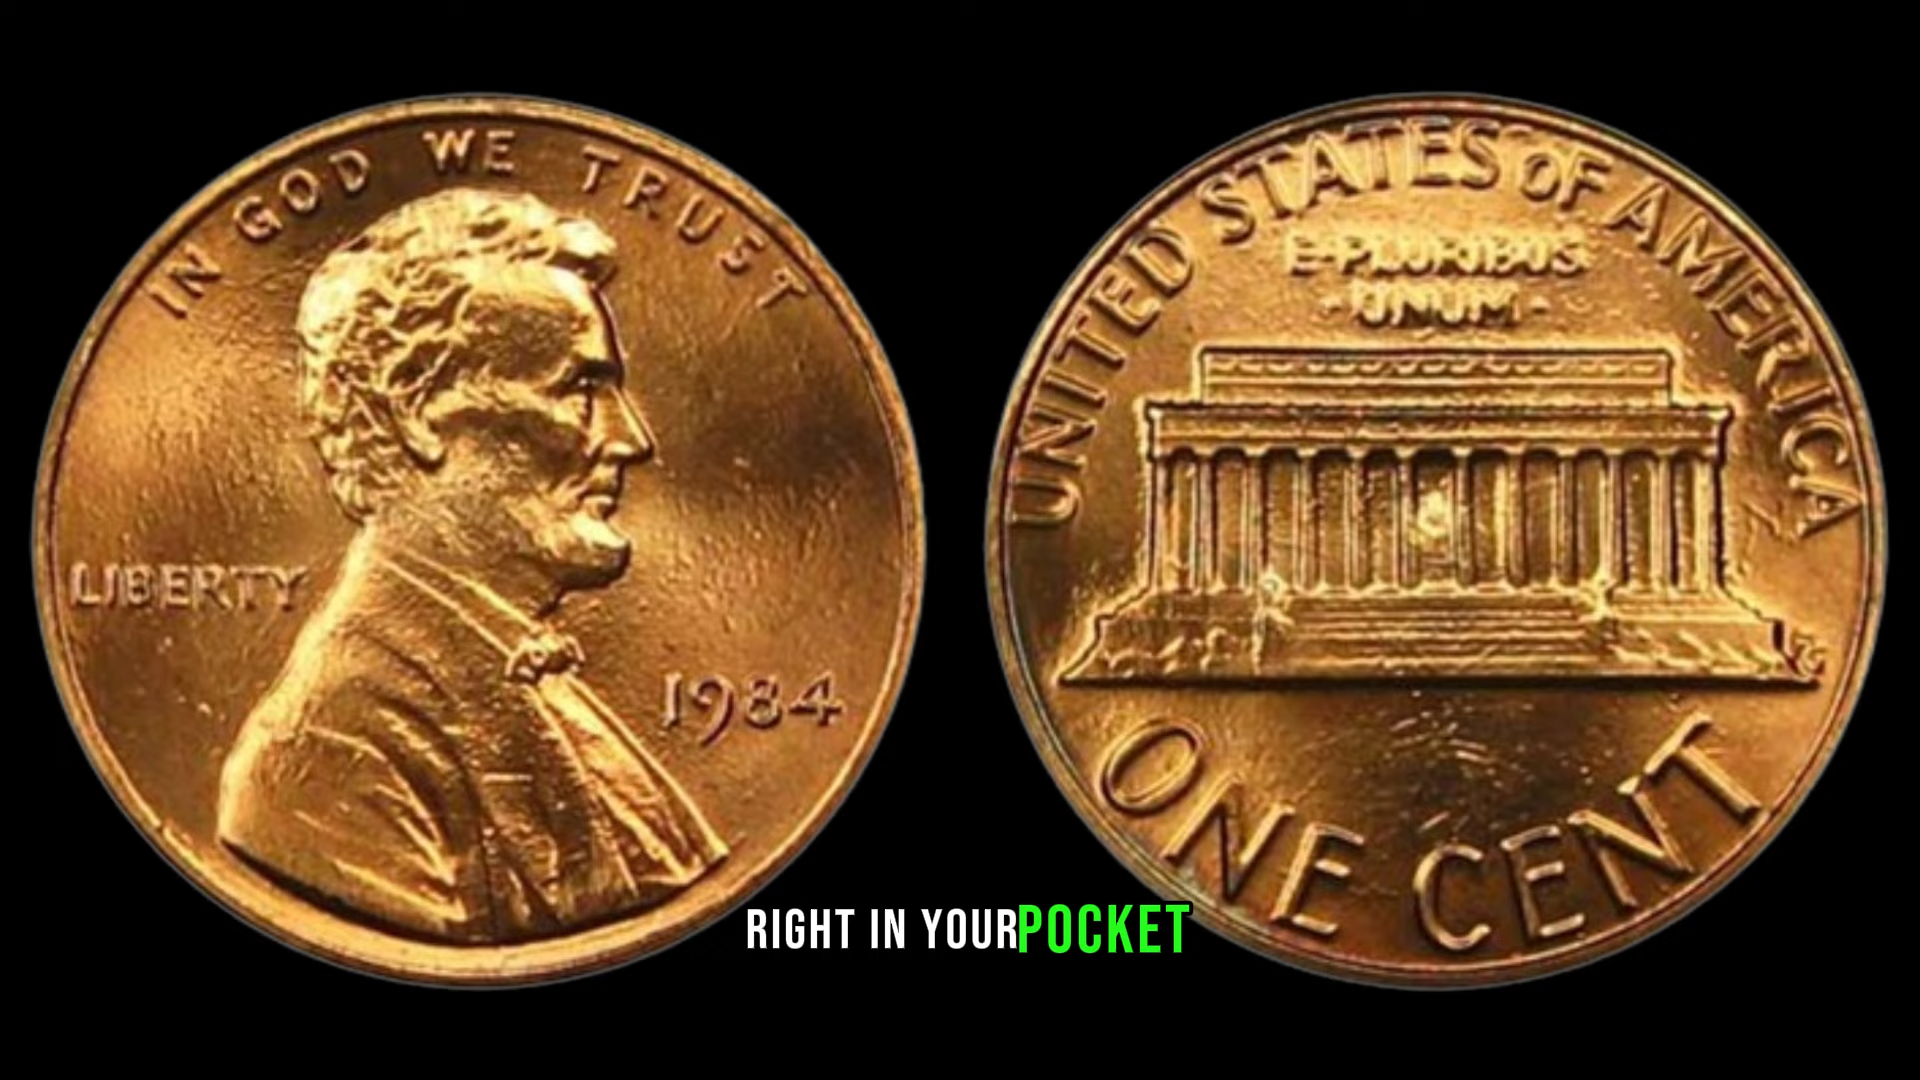 IN GOD WE TRUST
LIBERTY
1984
UNITED STATES OF AMERICA
E·PLURIBUS
·UNUM·
ONE CENT
RIGHT IN YOUR POCKET